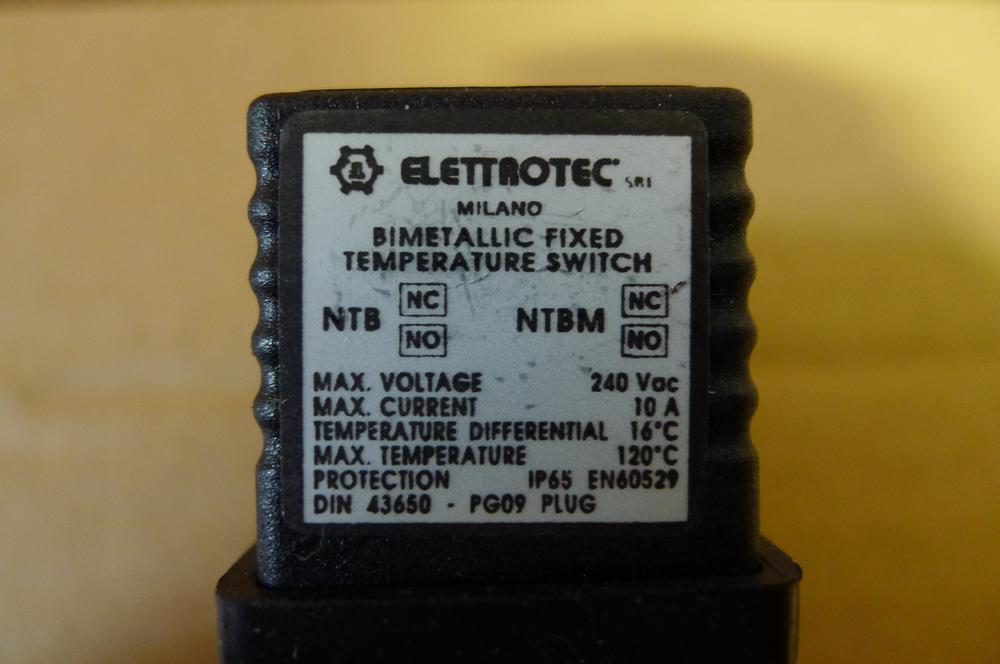 ELETTROTEC SRL
MILANO
BIMETALLIC FIXED
TEMPERATURE SWITCH
NTB NC NO NTBM NC NO
MAX. VOLTAGE 240 Vac
MAX. CURRENT 10 A
TEMPERATURE DIFFERENTIAL 16°C
MAX. TEMPERATURE 120°C
PROTECTION IP65 EN60529
DIN 43650 - PG09 PLUG